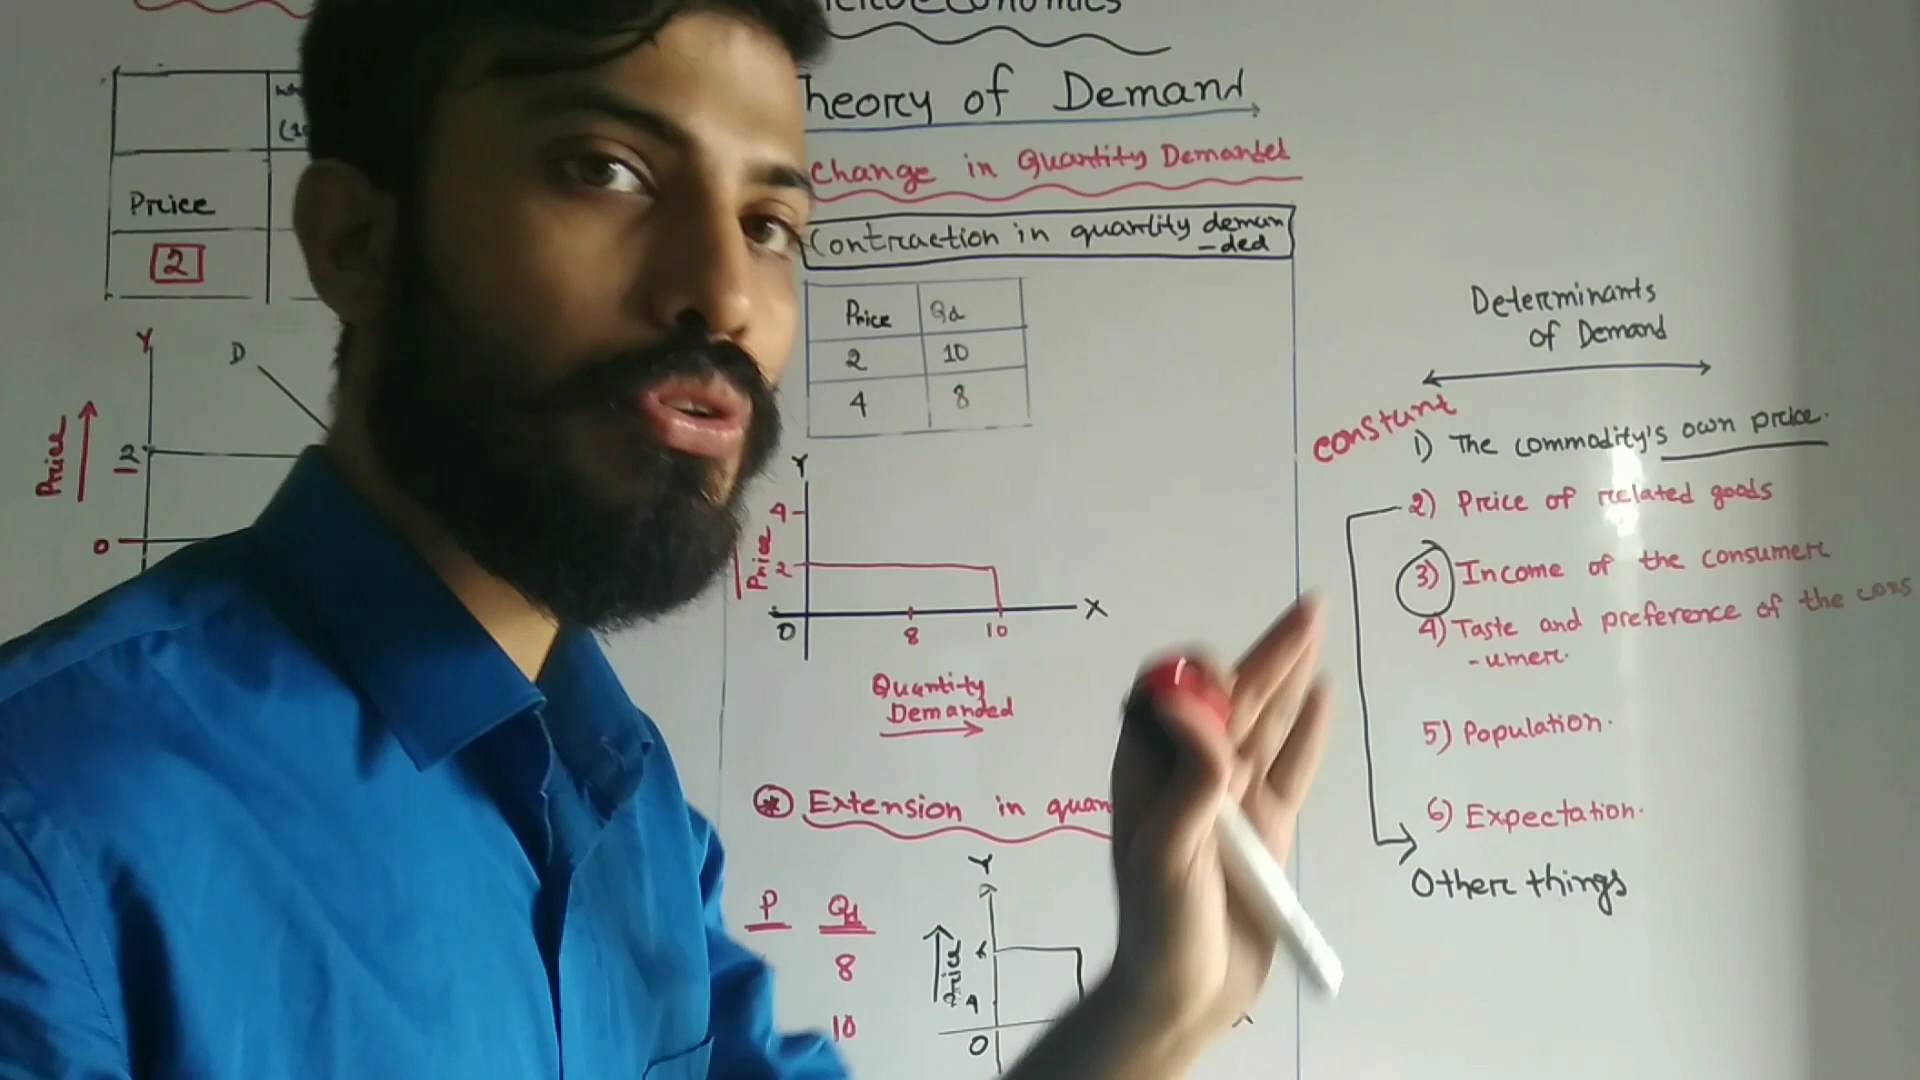 Theory of Demand
Change in Quantity Demanded
Contraction in quantity deman
-ded
Price
2
Y
D
Price
2
0
Price Qd
2 10
4 8
Y
4
2
Price
O
8 10
X
Quantity
Demanded
Extension in quan
P Qd
8
10
Y
Price
4
O
X
Determinants
of Demand
constant
1) The commodity's own price.
2) Price of related goods
3) Income of the consumer
4) Taste and preference of the cons
-umer.
5) Population.
6) Expectation.
Other things